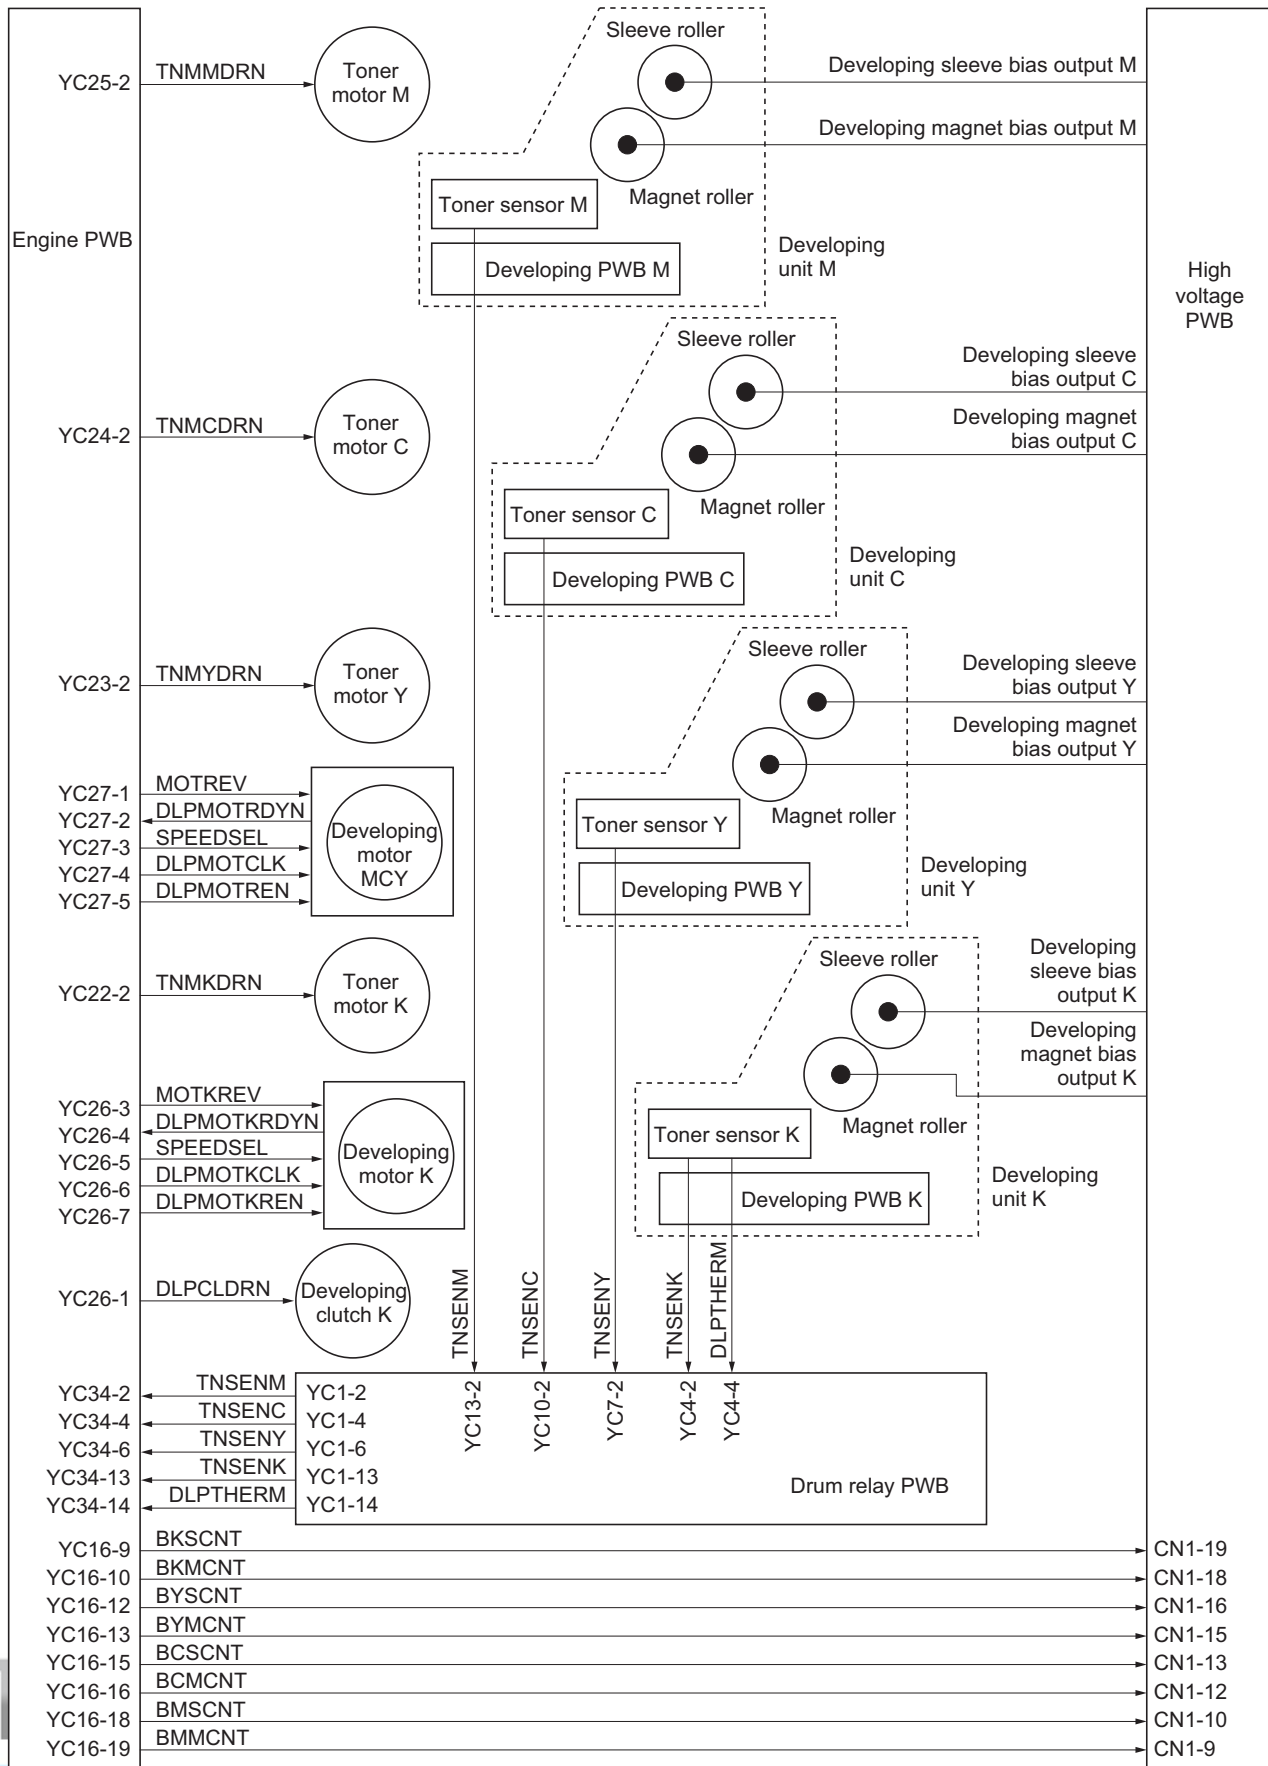 Engine PWB
High
voltage
PWB
YC25-2
TNMMDRN
Toner
motor M
Sleeve roller
Developing sleeve bias output M
Developing magnet bias output M
Magnet roller
Toner sensor M
Developing PWB M
Developing
unit M
YC24-2
TNMCDRN
Toner
motor C
Sleeve roller
Developing sleeve
bias output C
Developing magnet
bias output C
Magnet roller
Toner sensor C
Developing PWB C
Developing
unit C
YC23-2
TNMYDRN
Toner
motor Y
Sleeve roller
Developing sleeve
bias output Y
Developing magnet
bias output Y
Magnet roller
Toner sensor Y
Developing PWB Y
Developing
unit Y
YC27-1 MOTREV
YC27-2 DLPMOTRDYN
YC27-3 SPEEDSEL
YC27-4 DLPMOTCLK
YC27-5 DLPMOTREN
Developing
motor
MCY
YC22-2
TNMKDRN
Toner
motor K
Sleeve roller
Developing
sleeve bias
output K
Developing
magnet bias
output K
Magnet roller
Toner sensor K
Developing PWB K
Developing
unit K
YC26-3 MOTKREV
YC26-4 DLPMOTKRDYN
YC26-5 SPEEDSEL
YC26-6 DLPMOTKCLK
YC26-7 DLPMOTKREN
Developing
motor K
YC26-1 DLPCLDRN
Developing
clutch K
TNSENM
TNSENC
TNSENY
TNSENK
DLPTHERM
YC13-2
YC10-2
YC7-2
YC4-2
YC4-4
YC34-2 TNSENM YC1-2
YC34-4 TNSENC YC1-4
YC34-6 TNSENY YC1-6
YC34-13 TNSENK YC1-13
YC34-14 DLPTHERM YC1-14
Drum relay PWB
YC16-9 BKSCNT CN1-19
YC16-10 BKMCNT CN1-18
YC16-12 BYSCNT CN1-16
YC16-13 BYMCNT CN1-15
YC16-15 BCSCNT CN1-13
YC16-16 BCMCNT CN1-12
YC16-18 BMSCNT CN1-10
YC16-19 BMMCNT CN1-9